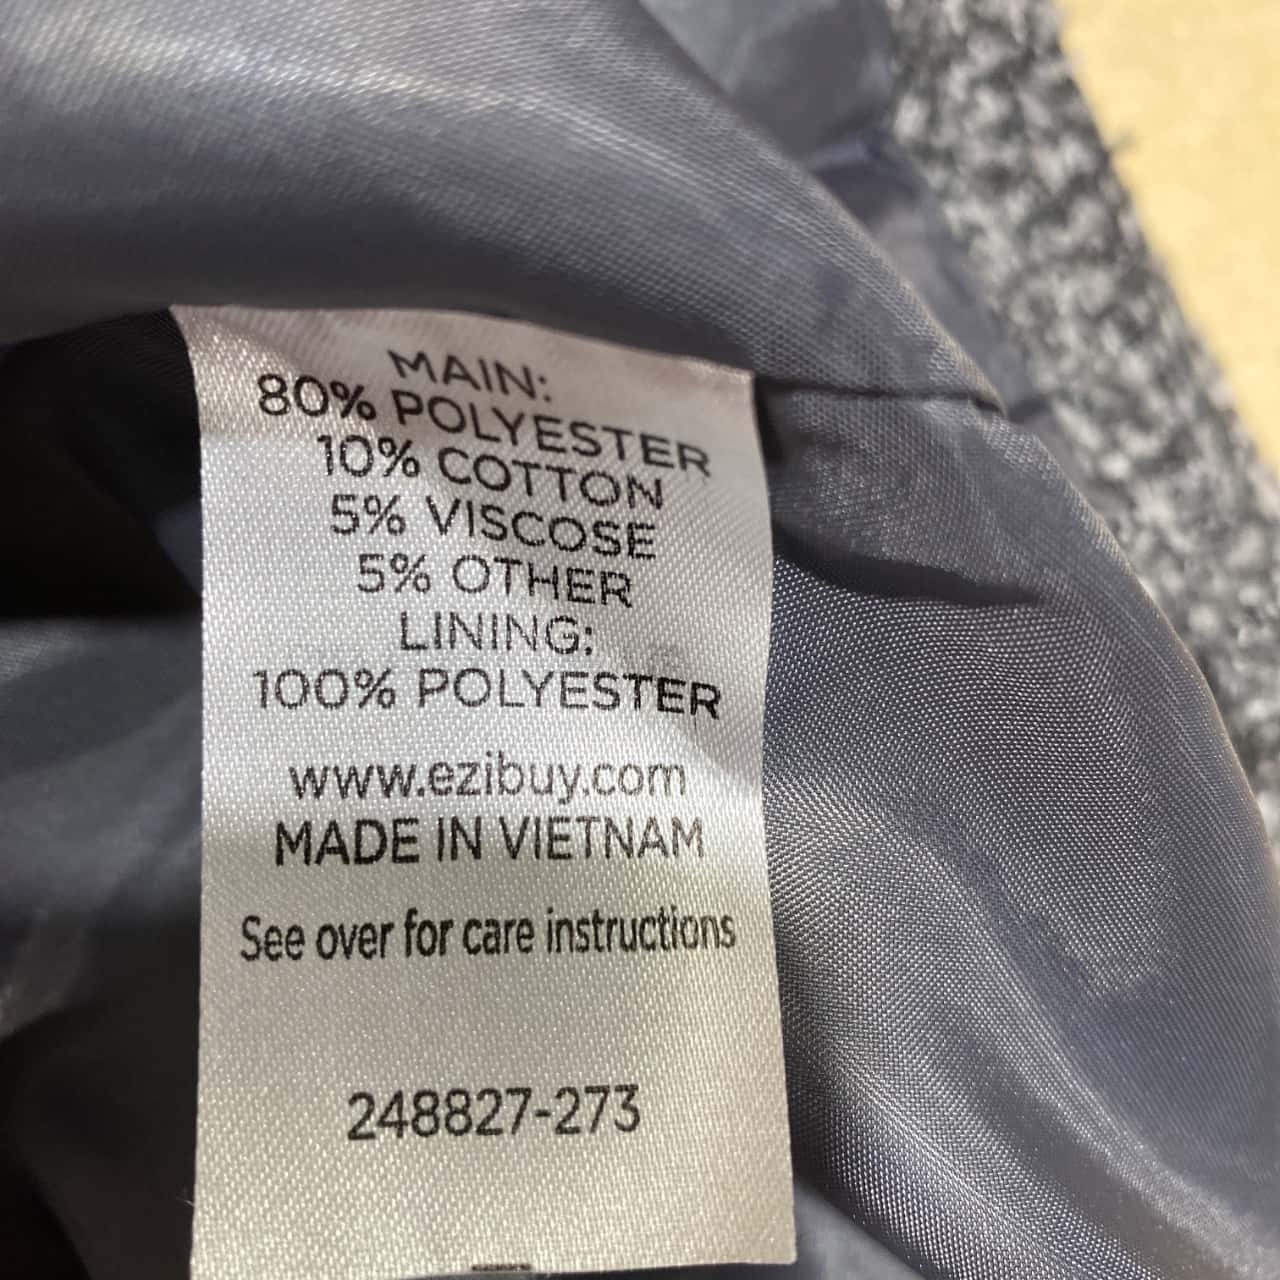 MAIN:
80% POLYESTER
10% COTTON
5% VISCOSE
5% OTHER
LINING:
100% POLYESTER
www.ezibuy.com
MADE IN VIETNAM
See over for care instructions
248827-273